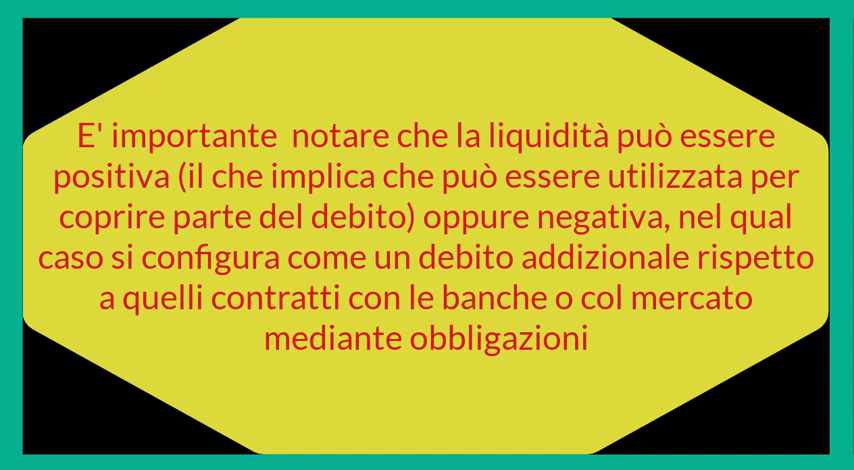 E' importante  notare che la liquidità può essere
positiva (il che implica che può essere utilizzata per
coprire parte del debito) oppure negativa, nel qual
caso si configura come un debito addizionale rispetto
a quelli contratti con le banche o col mercato
mediante obbligazioni